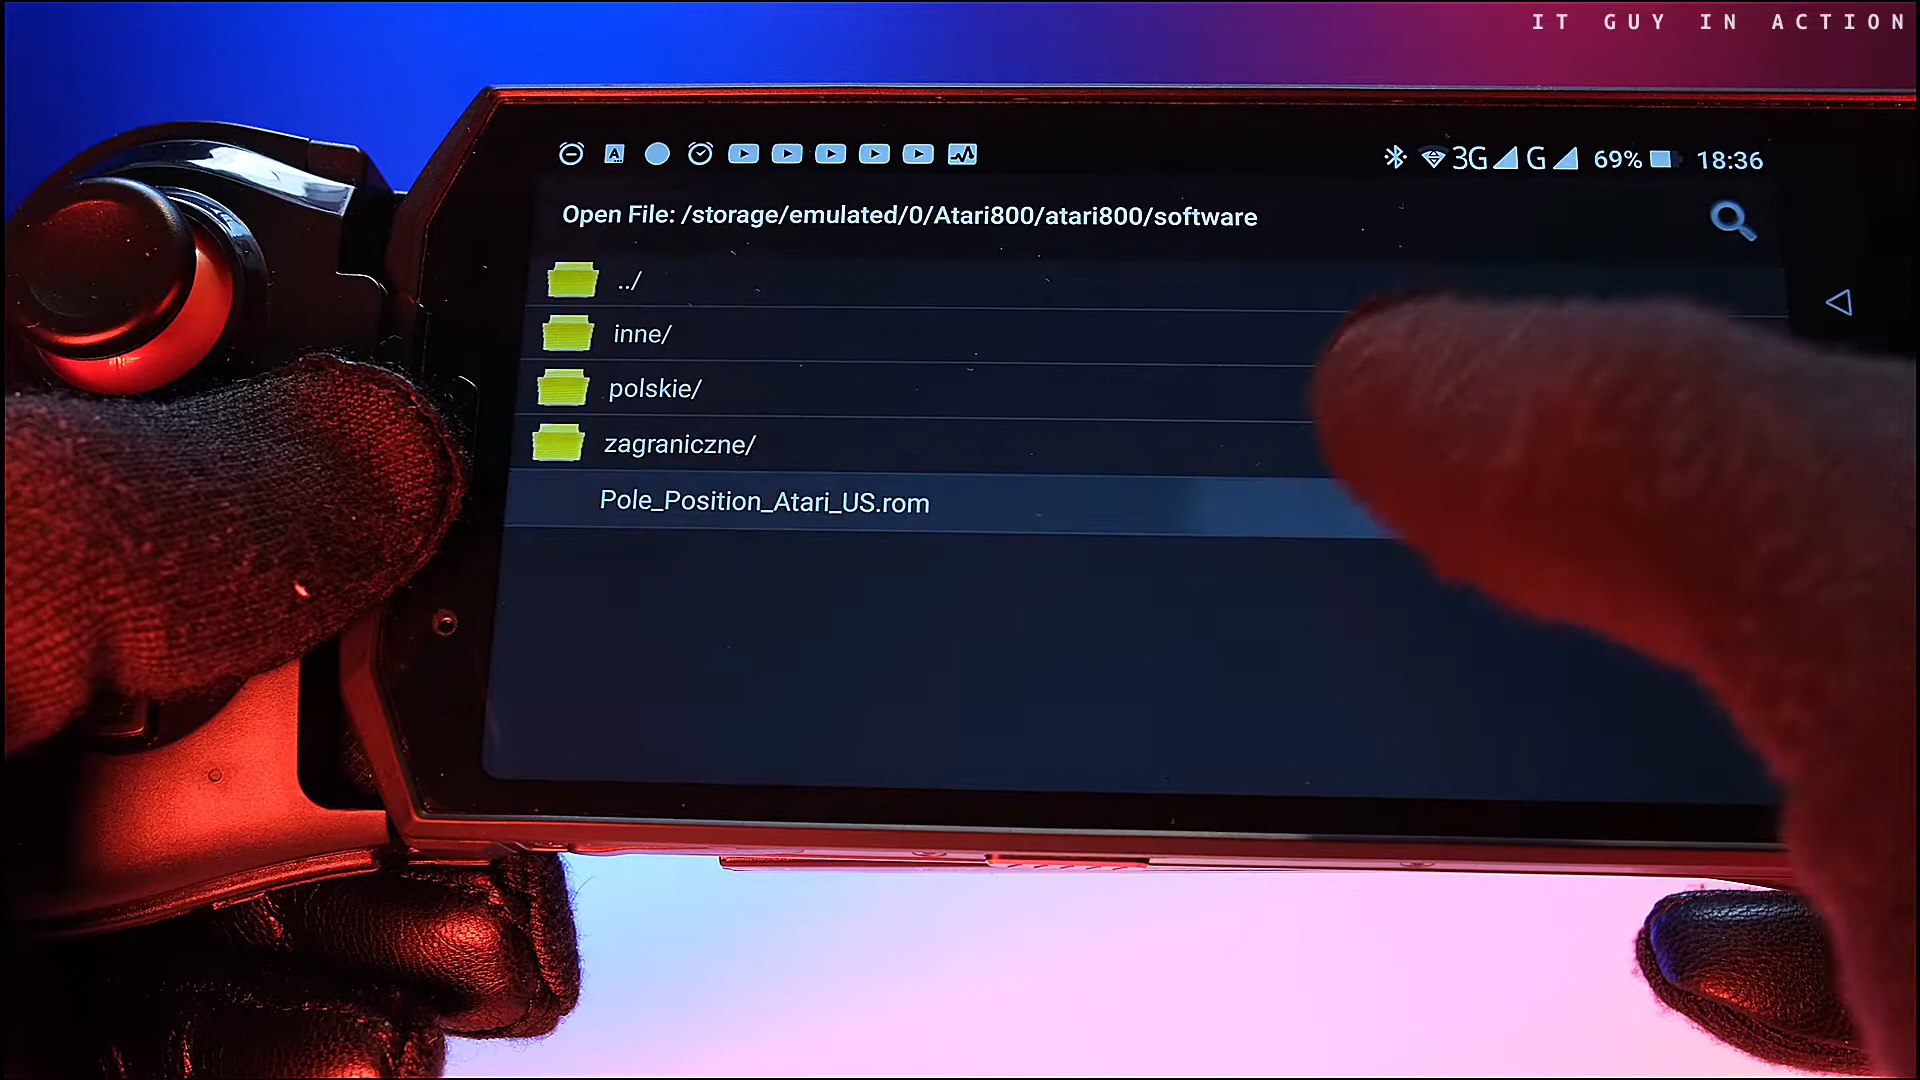 IT GUY IN ACTION
3G G 69% 18:36
Open File: /storage/emulated/0/Atari800/atari800/software
../
inne/
polskie/
zagraniczne/
Pole_Position_Atari_US.rom